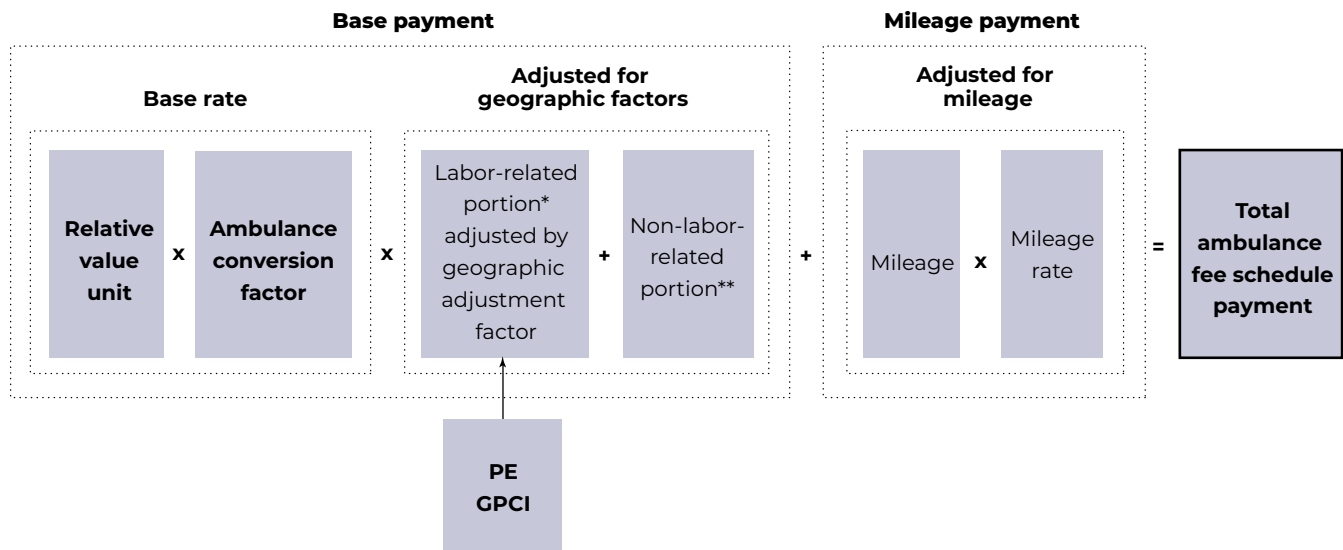 Base payment
Mileage payment
Base rate
Adjusted for
geographic factors
Adjusted for
mileage
Relative
value
unit
x
Ambulance
conversion
factor
x
Labor-related
portion*
adjusted by
geographic
adjustment
factor
+
Non-labor-
related
portion**
+
Mileage
x
Mileage
rate
=
Total
ambulance
fee schedule
payment
PE
GPCI